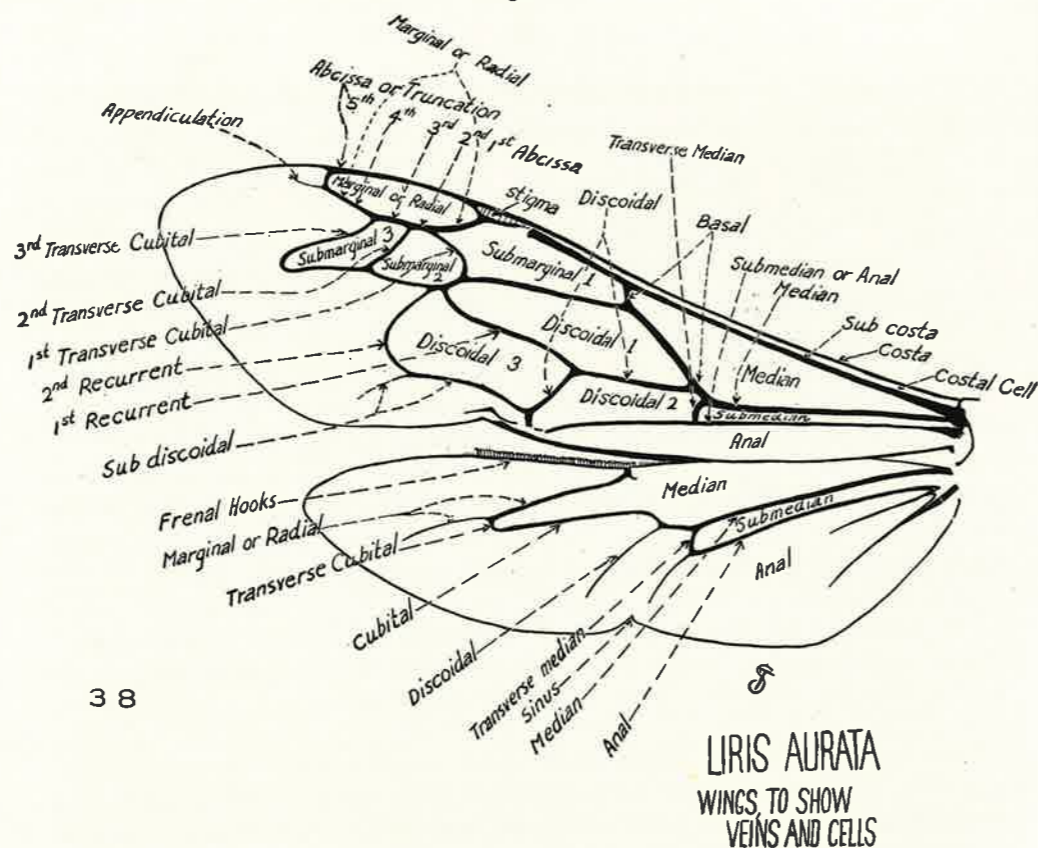 Marginal or Radial
Abcissa or Truncation
5th
4th
3rd
2nd
1st Abcissa
Appendiculation
Transverse Median
stigma
Discoidal
Basal
Marginal or Radial
3rd Transverse Cubital
Submarginal 3
Submarginal 2
Submarginal 1
Submedian or Anal
Median
2nd Transverse Cubital
Sub costa
Costa
1st Transverse Cubital
Discoidal 1
Discoidal 3
Median
Costal Cell
2nd Recurrent
1st Recurrent
Discoidal 2
Submedian
Sub discoidal
Anal
Frenal Hooks
Median
Submedian
Marginal or Radial
Transverse Cubital
Anal
Cubital
Discoidal
Transverse median
Sinus
Median
Anal
38
LIRIS AURATA
WINGS, TO SHOW
VEINS AND CELLS